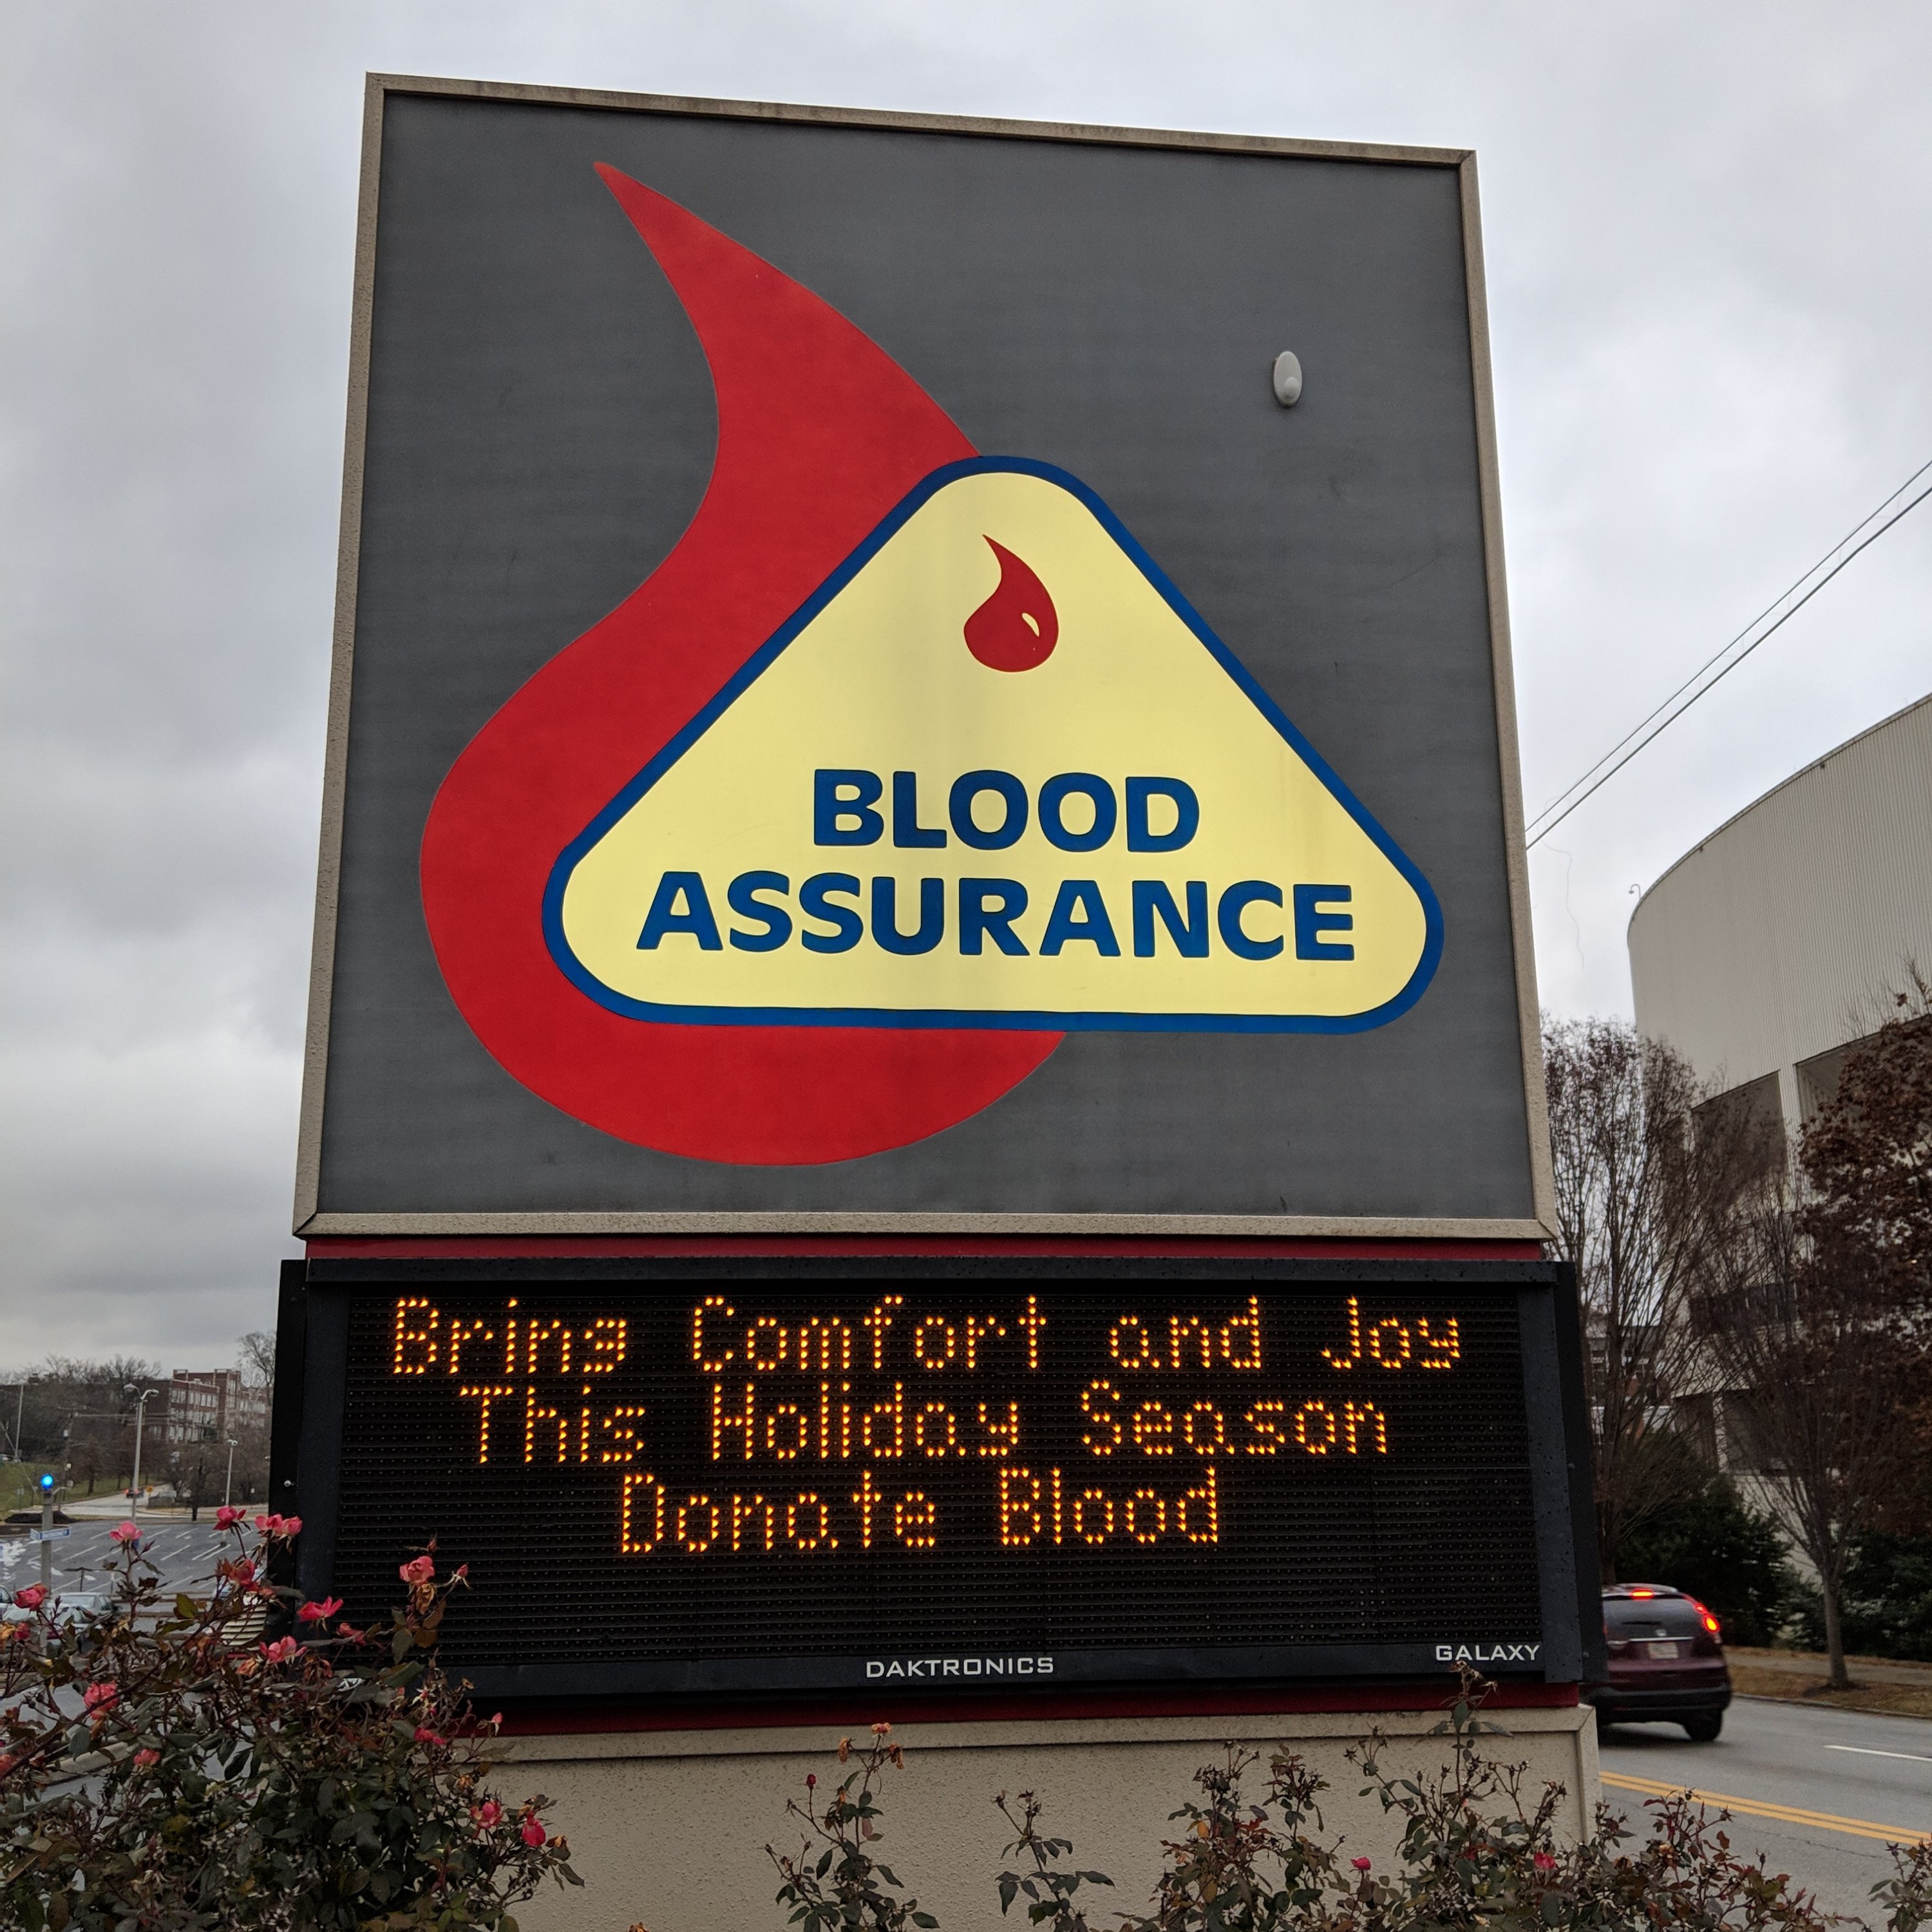 BLOOD
ASSURANCE
Bring Comfort and Joy
This Holiday Season
Donate Blood
DAKTRONICS
GALAXY